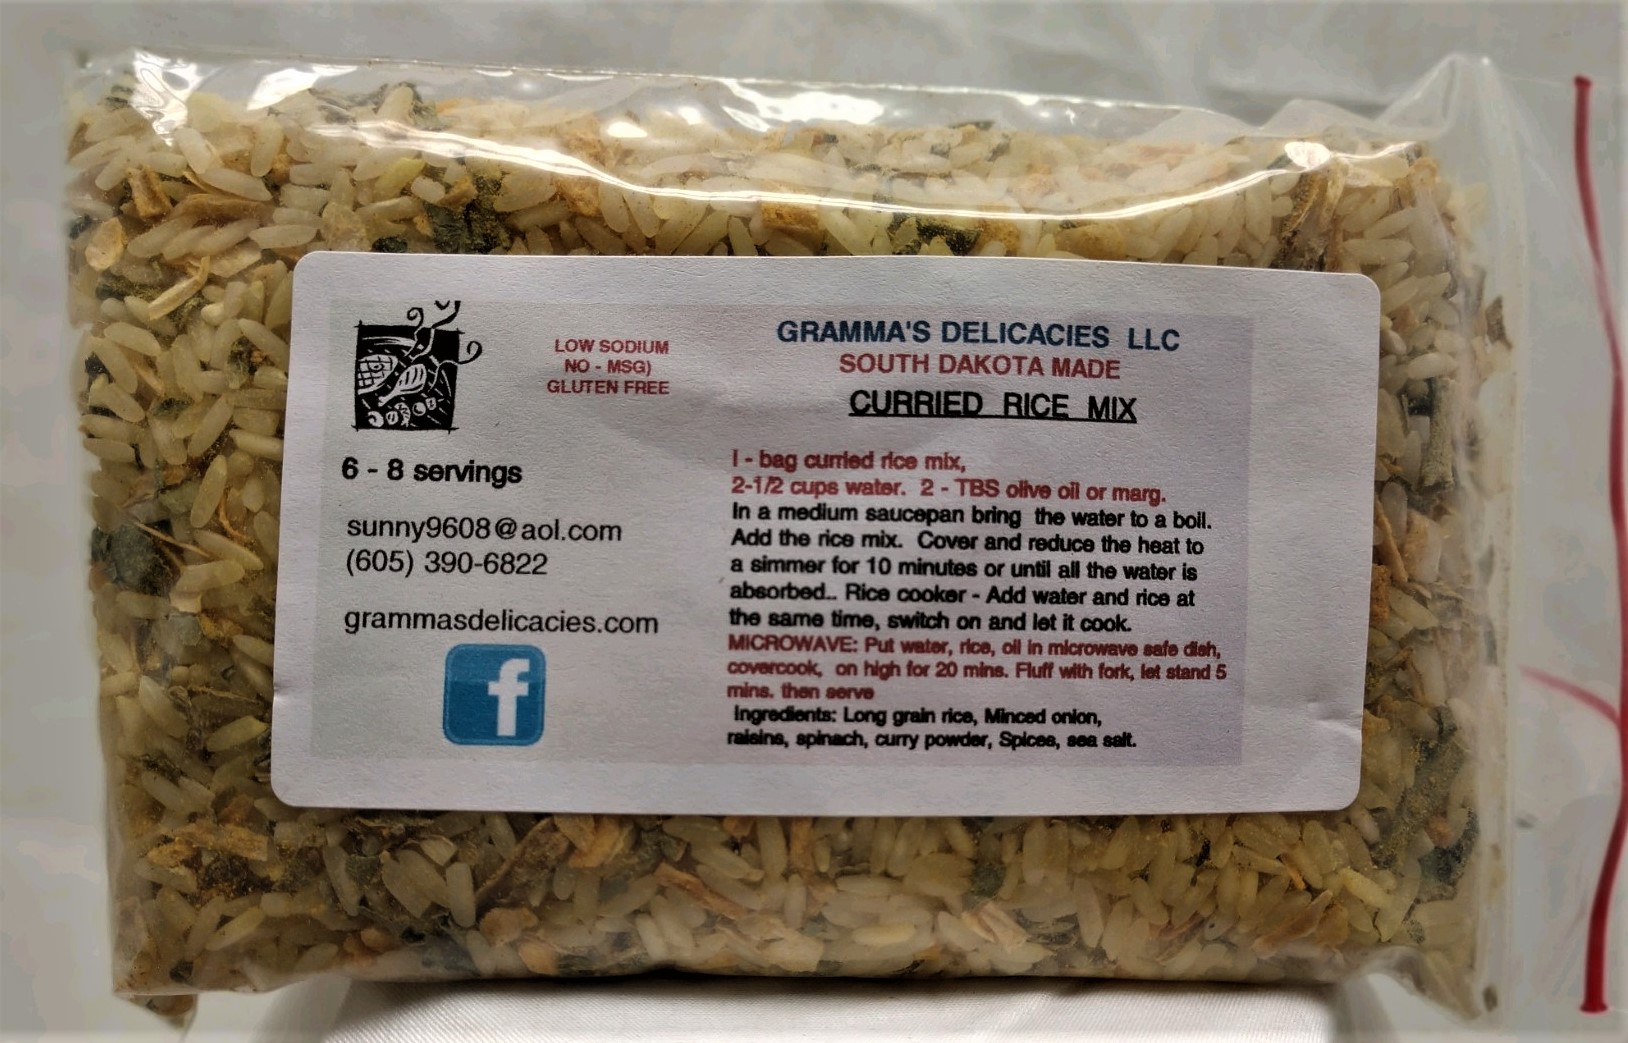 LOW SODIUM
NO - MSG)
GLUTEN FREE
6 - 8 servings
sunny9608@aol.com
(605) 390-6822
grammasdelicacies.com
f
GRAMMA'S DELICACIES LLC
SOUTH DAKOTA MADE
CURRIED RICE MIX
I - bag curried rice mix,
2-1/2 cups water. 2 - TBS olive oil or marg.
In a medium saucepan bring the water to a boil.
Add the rice mix. Cover and reduce the heat to
a simmer for 10 minutes or until all the water is
absorbed.. Rice cooker - Add water and rice at
the same time, switch on and let it cook.
MICROWAVE: Put water, rice, oil in microwave safe dish,
covercook, on high for 20 mins. Fluff with fork, let stand 5
mins. then serve
Ingredients: Long grain rice, Minced onion,
raisins, spinach, curry powder, Spices, sea salt.